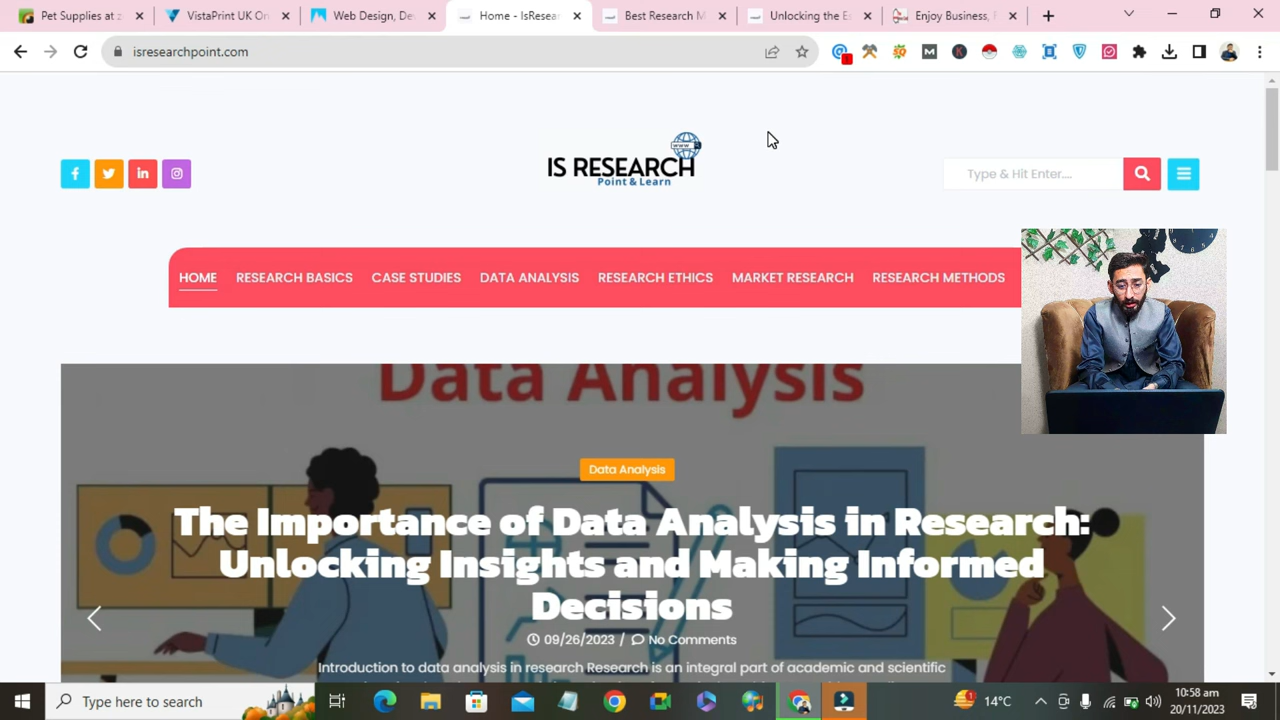 Pet Supplies at z
VistaPrint UK On
Web Design, De
Home - IsResea
Best Research M
Unlocking the E
Enjoy Business, F
isresearchpoint.com
IS RESEARCH
www
Point & Learn
Type & Hit Enter....
HOME
RESEARCH BASICS
CASE STUDIES
DATA ANALYSIS
RESEARCH ETHICS
MARKET RESEARCH
RESEARCH METHODS
Data Analysis
Data Analysis
The Importance of Data Analysis in Research:
Unlocking Insights and Making Informed
Decisions
09/26/2023 / No Comments
Introduction to data analysis in research Research is an integral part of academic and scientific
Type here to search
14°C
10:58 am
20/11/2023